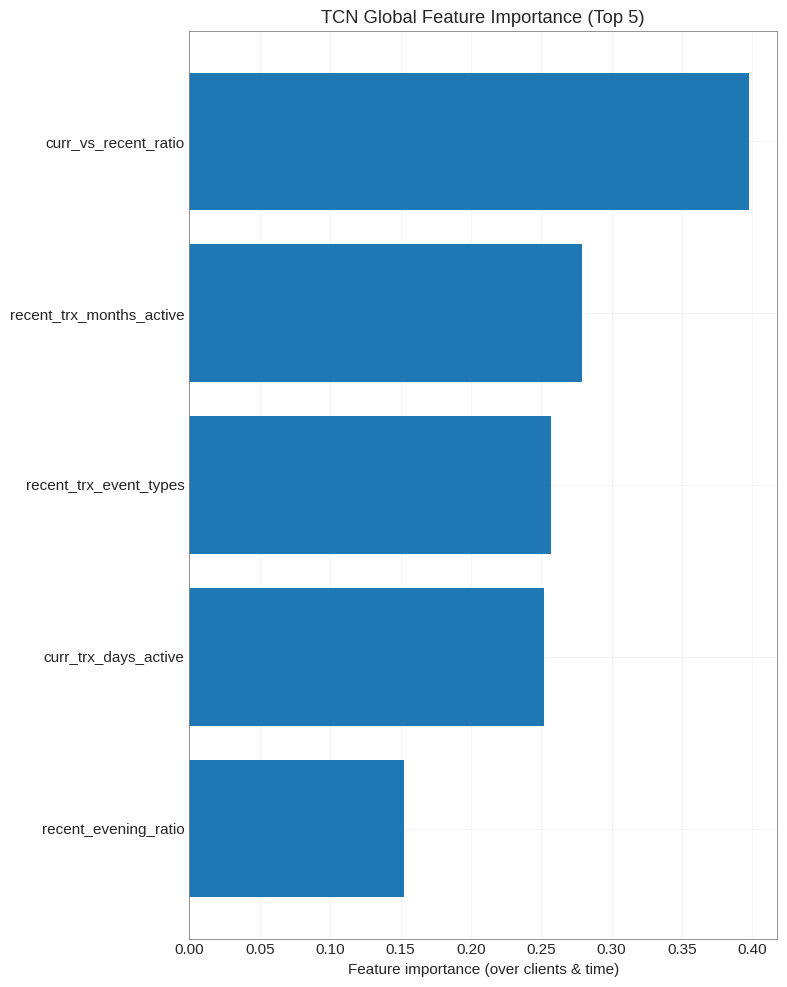 TCN Global Feature Importance (Top 5)
curr_vs_recent_ratio
recent_trx_months_active
recent_trx_event_types
curr_trx_days_active
recent_evening_ratio
0.00 0.05 0.10 0.15 0.20 0.25 0.30 0.35 0.40
Feature importance (over clients & time)